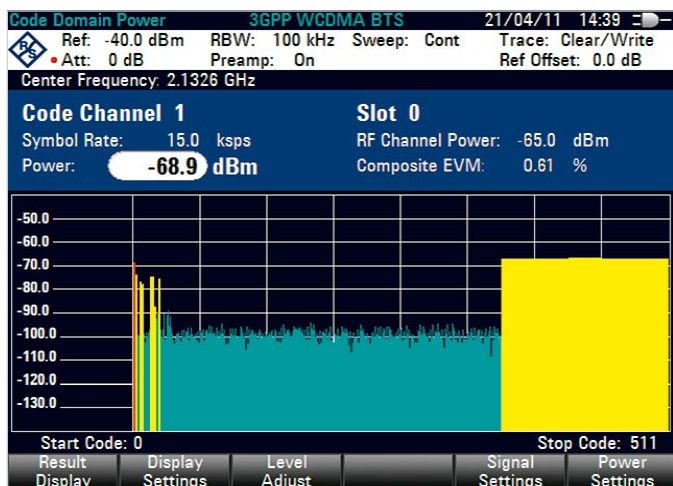 Code Domain Power 3GPP WCDMA BTS 21/04/11 14:39
R&S Ref: -40.0 dBm RBW: 100 kHz Sweep: Cont Trace: Clear/Write
Att: 0 dB Preamp: On Ref Offset: 0.0 dB
Center Frequency: 2.1326 GHz
Code Channel 1 Slot 0
Symbol Rate: 15.0 ksps RF Channel Power: -65.0 dBm
Power: -68.9 dBm Composite EVM: 0.61 %
-50.0
-60.0
-70.0
-80.0
-90.0
-100.0
-110.0
-120.0
-130.0
Start Code: 0 Stop Code: 511
Result Display Level Signal Power
Display Settings Adjust Settings Settings